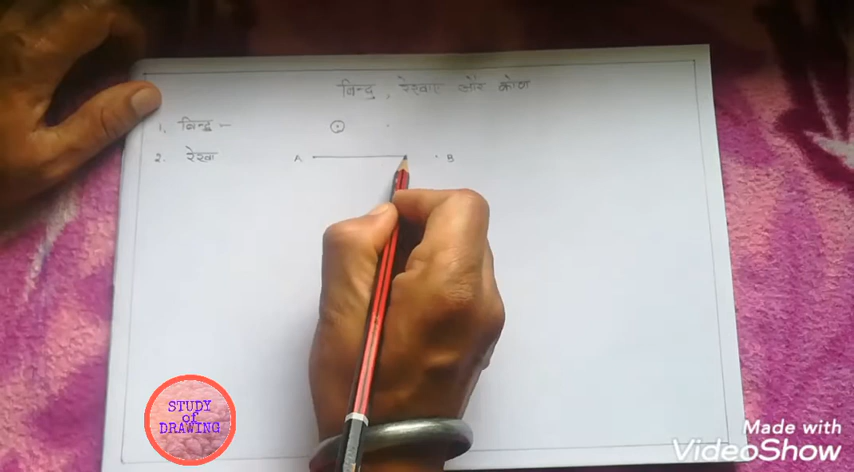 बिन्दु , रेखाए और कोण
1. बिन्दु –
2. रेखा A B
STUDY
of
DRAWING
Made with
VideoShow